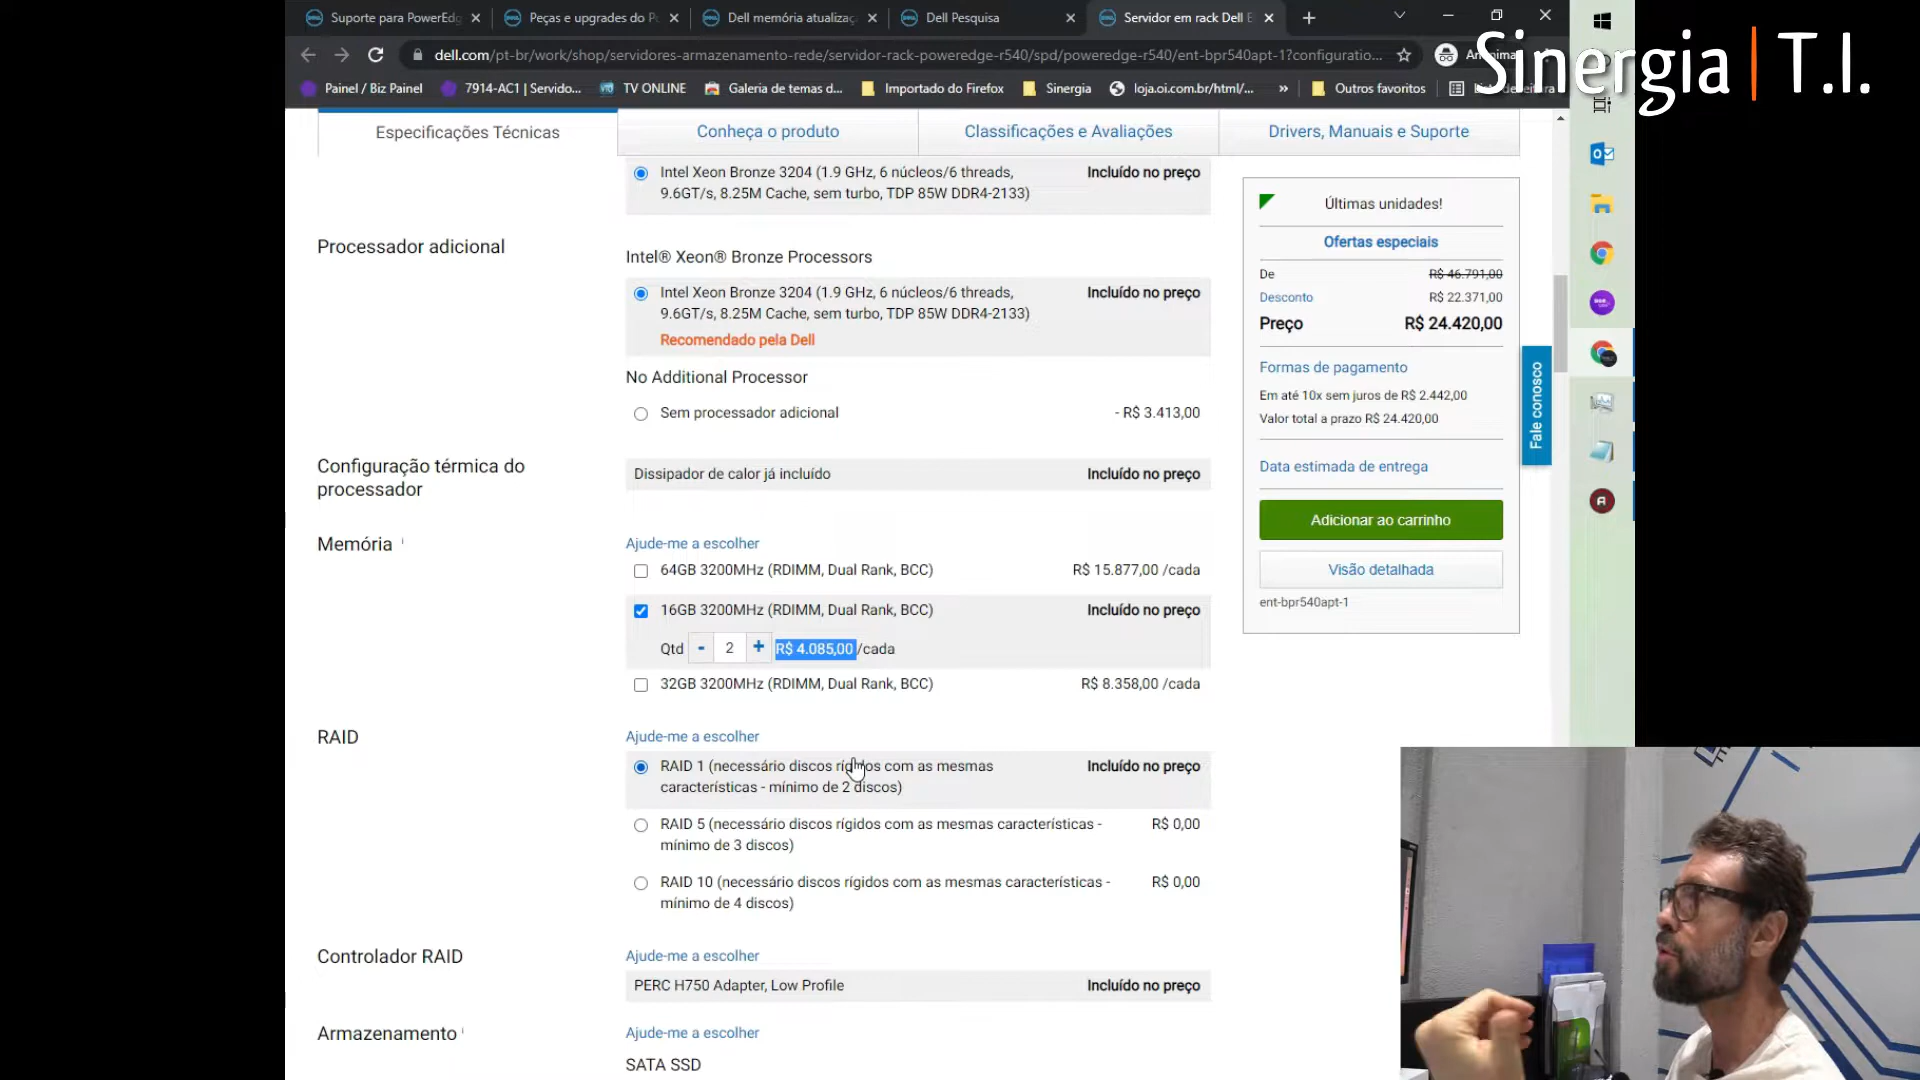 Suporte para PowerEdg
Peças e upgrades do P
Dell memória atualizaç
Dell Pesquisa
Servidor em rack Dell E
dell.com/pt-br/work/shop/servidores-armazenamento-rede/servidor-rack-poweredge-r540/spd/poweredge-r540/ent-bpr540apt-1?configuratio...
Sinergia | T.I.
Painel / Biz Painel
7914-AC1 | Servido...
TV ONLINE
Galeria de temas d...
Importado do Firefox
Sinergia
loja.oi.com.br/html/...
»
Outros favoritos
Especificações Técnicas
Conheça o produto
Classificações e Avaliações
Drivers, Manuais e Suporte
Intel Xeon Bronze 3204 (1.9 GHz, 6 núcleos/6 threads,
9.6GT/s, 8.25M Cache, sem turbo, TDP 85W DDR4-2133)
Incluído no preço
Processador adicional
Intel® Xeon® Bronze Processors
Intel Xeon Bronze 3204 (1.9 GHz, 6 núcleos/6 threads,
9.6GT/s, 8.25M Cache, sem turbo, TDP 85W DDR4-2133)
Incluído no preço
Recomendado pela Dell
No Additional Processor
Sem processador adicional
- R$ 3.413,00
Configuração térmica do
processador
Dissipador de calor já incluído
Incluído no preço
Memória
Ajude-me a escolher
64GB 3200MHz (RDIMM, Dual Rank, BCC)
R$ 15.877,00 /cada
16GB 3200MHz (RDIMM, Dual Rank, BCC)
Incluído no preço
Qtd - 2 + R$ 4.085,00 /cada
32GB 3200MHz (RDIMM, Dual Rank, BCC)
R$ 8.358,00 /cada
RAID
Ajude-me a escolher
RAID 1 (necessário discos rígidos com as mesmas
características - mínimo de 2 discos)
Incluído no preço
RAID 5 (necessário discos rígidos com as mesmas características -
mínimo de 3 discos)
R$ 0,00
RAID 10 (necessário discos rígidos com as mesmas características -
mínimo de 4 discos)
R$ 0,00
Controlador RAID
Ajude-me a escolher
PERC H750 Adapter, Low Profile
Incluído no preço
Armazenamento
Ajude-me a escolher
SATA SSD
Últimas unidades!
Ofertas especiais
De R$ 46.791,00
Desconto R$ 22.371,00
Preço R$ 24.420,00
Formas de pagamento
Em até 10x sem juros de R$ 2.442,00
Valor total a prazo R$ 24.420,00
Data estimada de entrega
Adicionar ao carrinho
Visão detalhada
ent-bpr540apt-1
Fale conosco